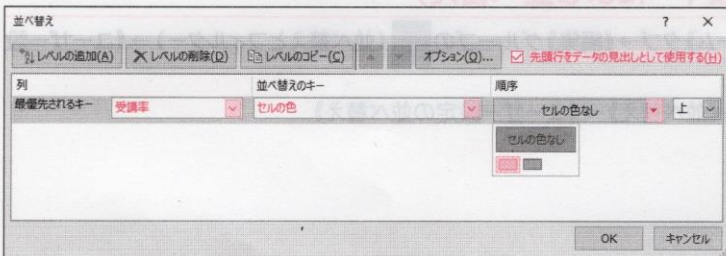 並べ替え ? ×
レベルの追加(A) レベルの削除(D) レベルのコピー(C) オプション(O)... 先頭行をデータの見出しとして使用する(H)
列 並べ替えのキー 順序
最優先されるキー 受講率 セルの色 セルの色なし 上
セルの色なし
OK キャンセル